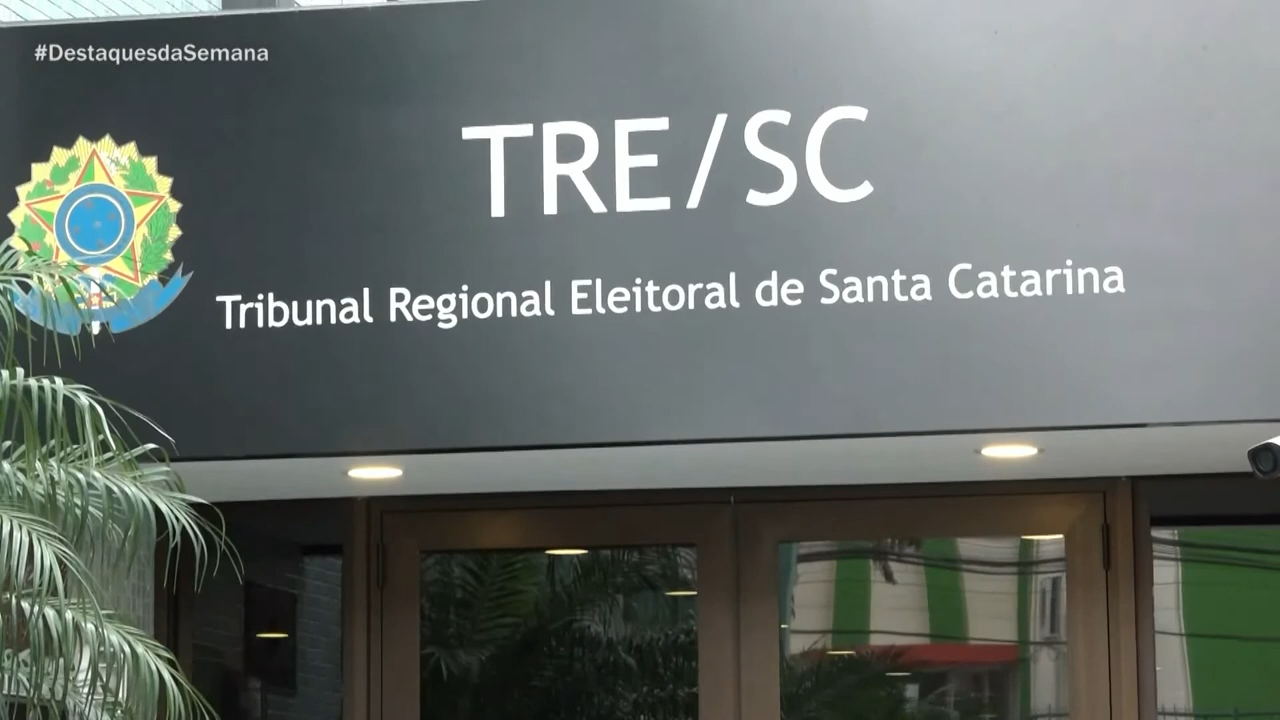 #DestaquesdaSemana
TRE/SC
Tribunal Regional Eleitoral de Santa Catarina